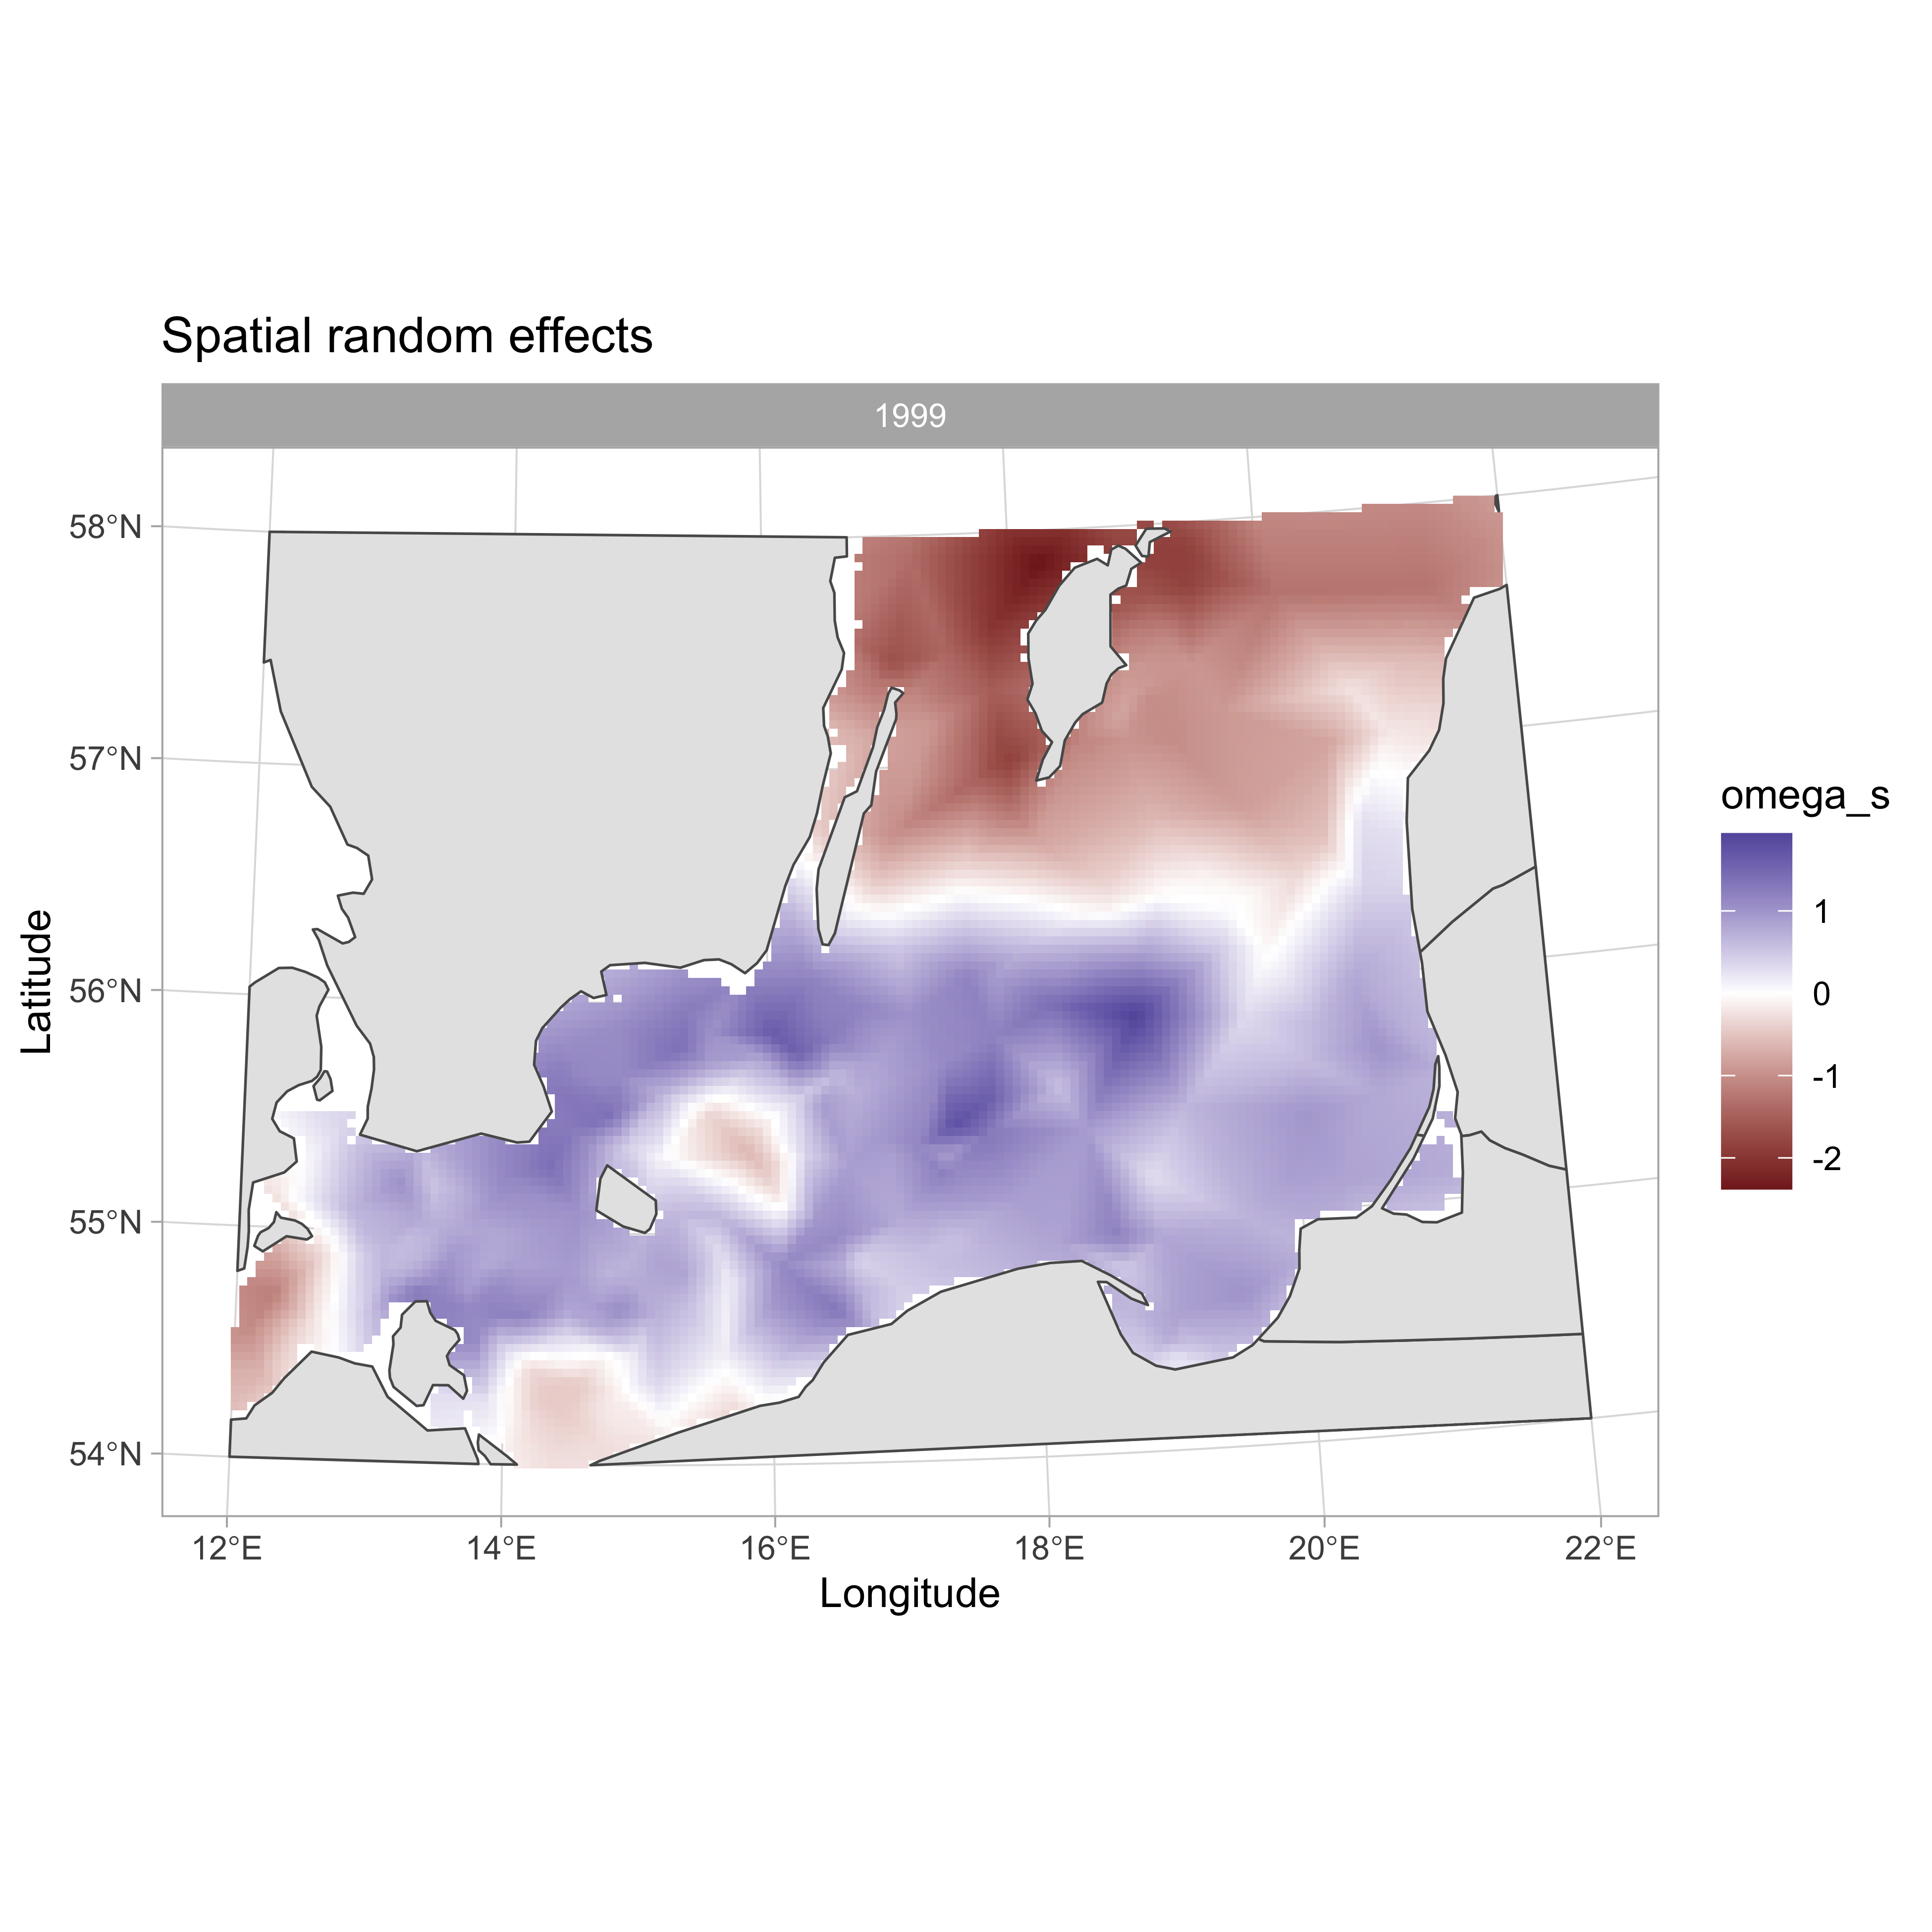 Spatial random effects
1999
58°N
57°N
56°N
55°N
54°N
Latitude
12°E 14°E 16°E 18°E 20°E 22°E
Longitude
omega_s
1
0
-1
-2